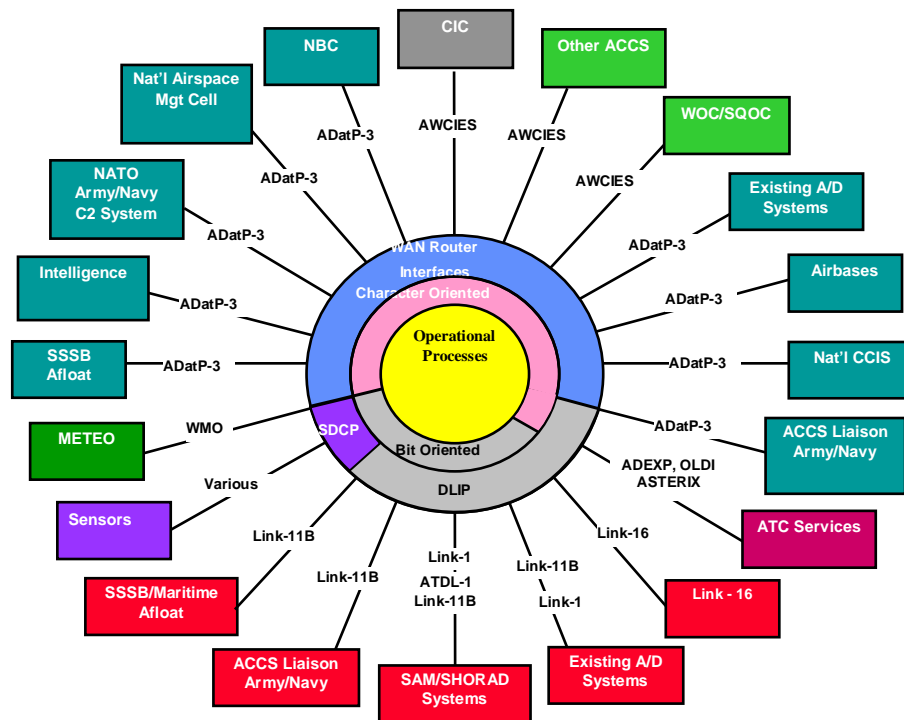 CIC
NBC
Other ACCS
Nat'l Airspace
Mgt Cell
WOC/SQOC
AWCIES
ADatP-3
AWCIES
ADatP-3
AWCIES
NATO
Army/Navy
C2 System
Existing A/D
Systems
ADatP-3
ADatP-3
WAN Router
Interfaces
Character Oriented
Intelligence
Airbases
ADatP-3
ADatP-3
Operational
Processes
SSSB
Afloat
ADatP-3
ADatP-3
Nat'l CCIS
METEO
WMO
SDCP
Bit Oriented
DLIP
ADatP-3
ACCS Liaison
Army/Navy
ADEXP, OLDI
ASTERIX
Various
Sensors
ATC Services
Link-11B
Link-16
Link-11B
Link-1
ATDL-1
Link-11B
Link-11B
Link-1
SSSB/Maritime
Afloat
Link - 16
ACCS Liaison
Army/Navy
SAM/SHORAD
Systems
Existing A/D
Systems